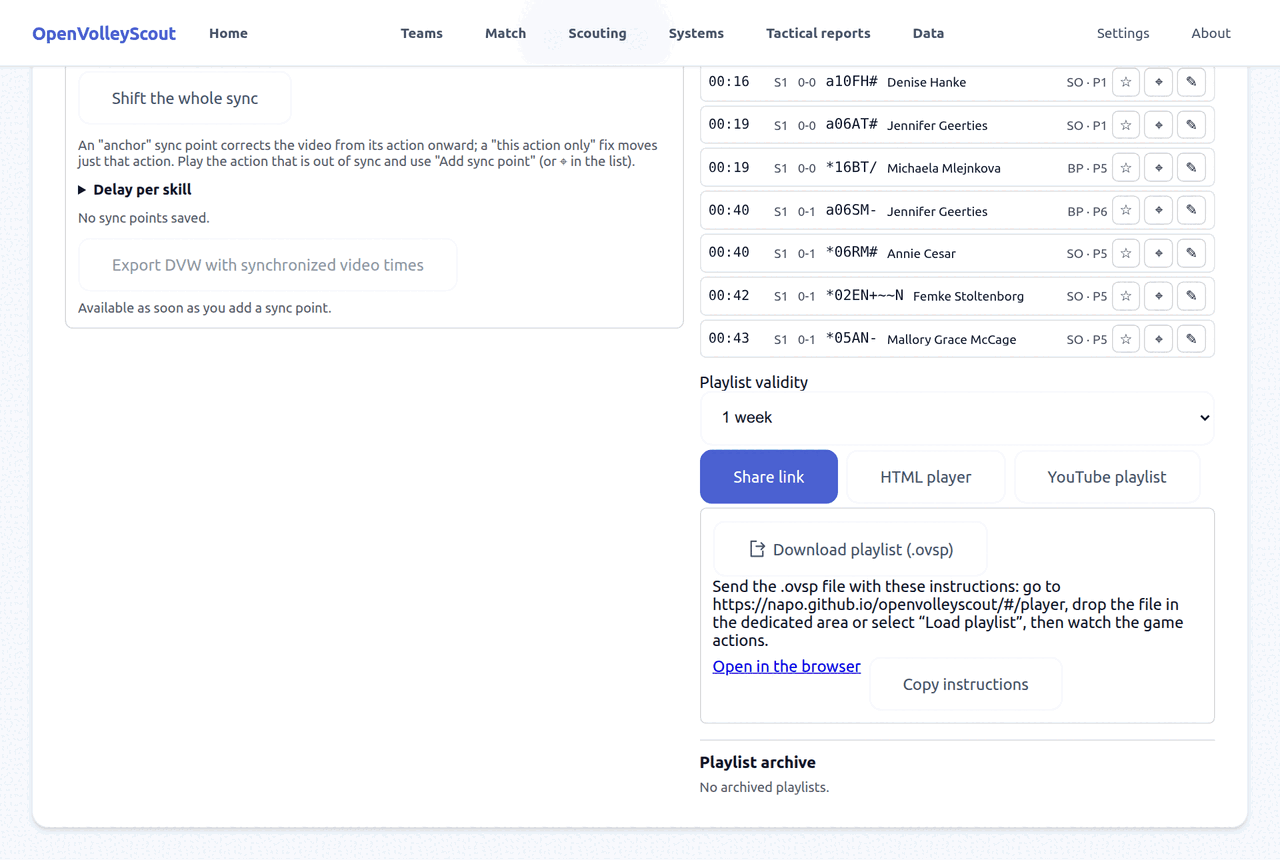 OpenVolleyScout Home Teams Match Scouting Systems Tactical reports Data Settings About
Shift the whole sync
An "anchor" sync point corrects the video from its action onward; a "this action only" fix moves
just that action. Play the action that is out of sync and use "Add sync point" (or ⌖ in the list).
▶ Delay per skill
No sync points saved.
Export DVW with synchronized video times
Available as soon as you add a sync point.
00:16 S1 0-0 a10FH# Denise Hanke SO · P1 ☆ ⌖ ✎
00:19 S1 0-0 a06AT# Jennifer Geerties SO · P1 ☆ ⌖ ✎
00:19 S1 0-0 *16BT/ Michaela Mlejnkova BP · P5 ☆ ⌖ ✎
00:40 S1 0-1 a06SM- Jennifer Geerties BP · P6 ☆ ⌖ ✎
00:40 S1 0-1 *06RM# Annie Cesar SO · P5 ☆ ⌖ ✎
00:42 S1 0-1 *02EN+~~N Femke Stoltenborg SO · P5 ☆ ⌖ ✎
00:43 S1 0-1 *05AN- Mallory Grace McCage SO · P5 ☆ ⌖ ✎
Playlist validity
1 week
Share link HTML player YouTube playlist
Download playlist (.ovsp)
Send the .ovsp file with these instructions: go to
https://napo.github.io/openvolleyscout/#/player, drop the file in
the dedicated area or select “Load playlist”, then watch the game
actions.
Open in the browser Copy instructions
Playlist archive
No archived playlists.